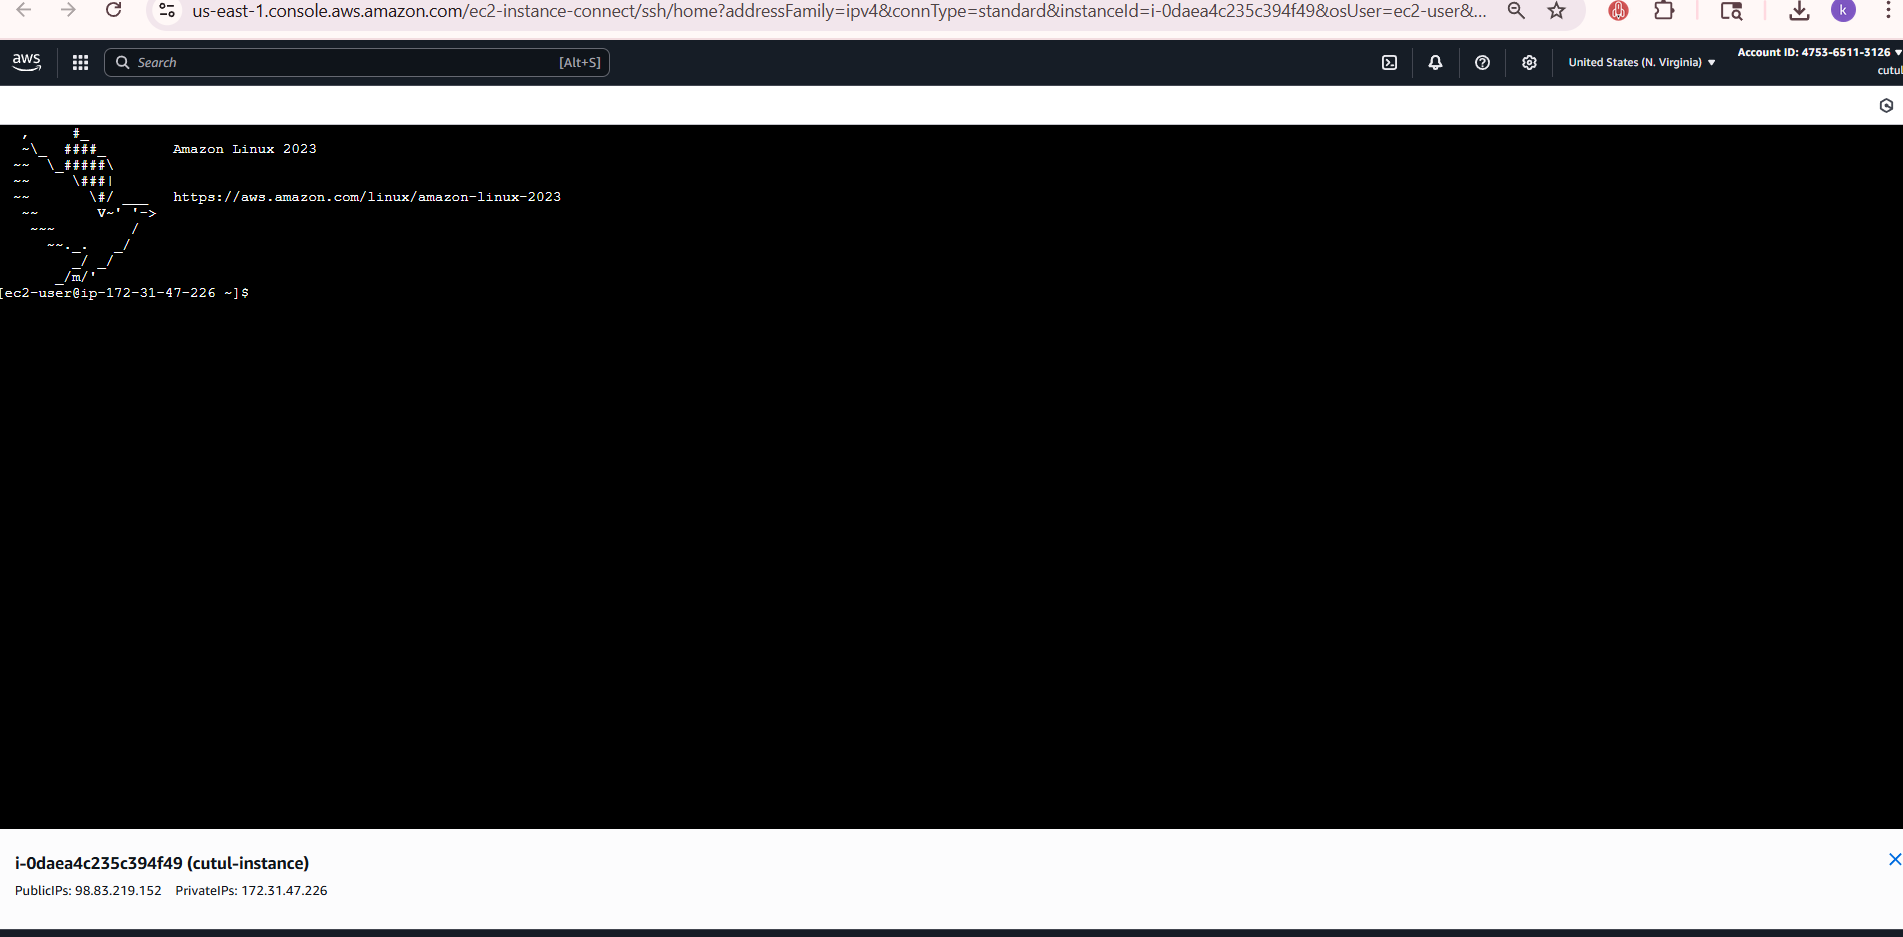 us-east-1.console.aws.amazon.com/ec2-instance-connect/ssh/home?addressFamily=ipv4&connType=standard&instanceId=i-0daea4c235c394f49&osUser=ec2-user&...
k
aws
Search
[Alt+S]
United States (N. Virginia)
Account ID: 4753-6511-3126
cutul
   ,     #_
   ~\_  ####_        Amazon Linux 2023
  ~~  \_#####\
  ~~     \###|
  ~~       \#/ ___   https://aws.amazon.com/linux/amazon-linux-2023
   ~~       V~' '->
    ~~~         /
      ~~._.   _/
         _/ _/
       _/m/'
[ec2-user@ip-172-31-47-226 ~]$
i-0daea4c235c394f49 (cutul-instance)
PublicIPs: 98.83.219.152 PrivateIPs: 172.31.47.226